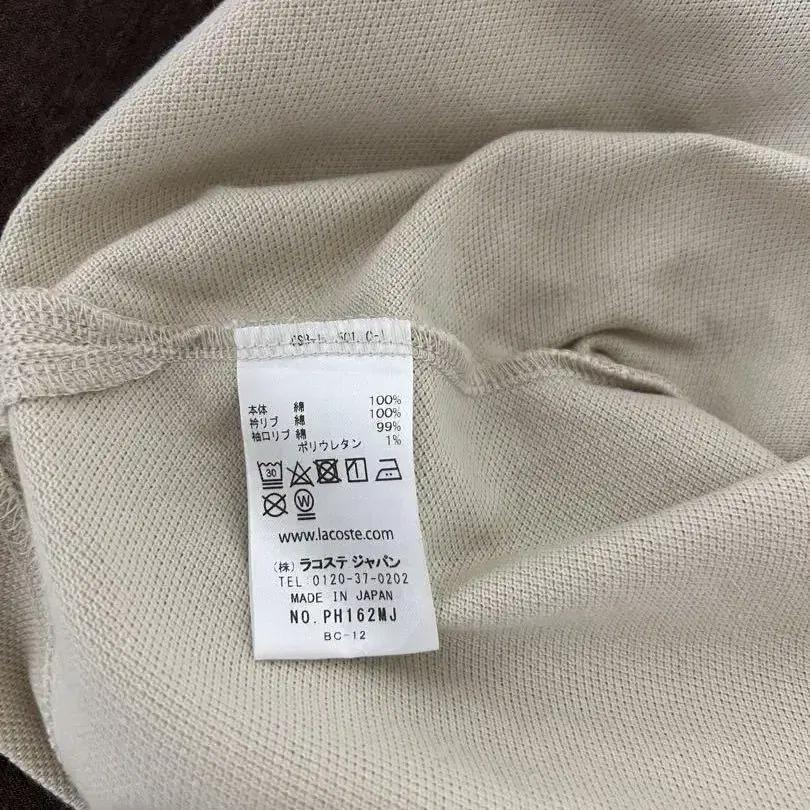 本体 綿 100%
衿リブ 綿 100%
袖口リブ 綿 99%
ポリウレタン 1%
30
W
www.lacoste.com
(株)ラコステ ジャパン
TEL 0120-37-0202
MADE IN JAPAN
NO. PH162MJ
BC-12